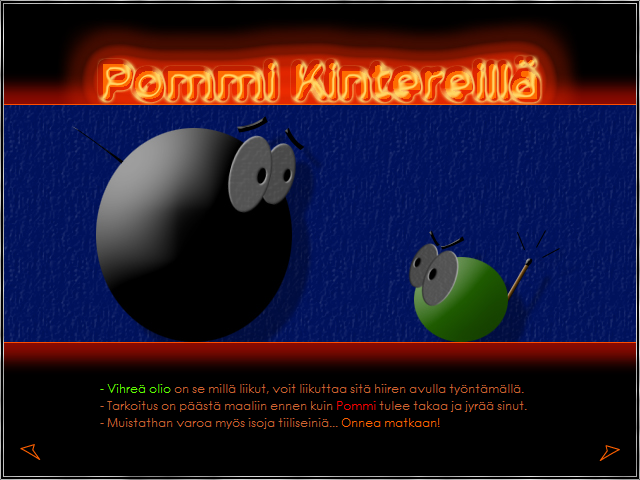 Pommi Kintereillä
- Vihreä olio on se millä liikut, voit liikuttaa sitä hiiren avulla työntämällä.
- Tarkoitus on päästä maaliin ennen kuin Pommi tulee takaa ja jyrää sinut.
- Muistathan varoa myös isoja tiiliseiniä... Onnea matkaan!